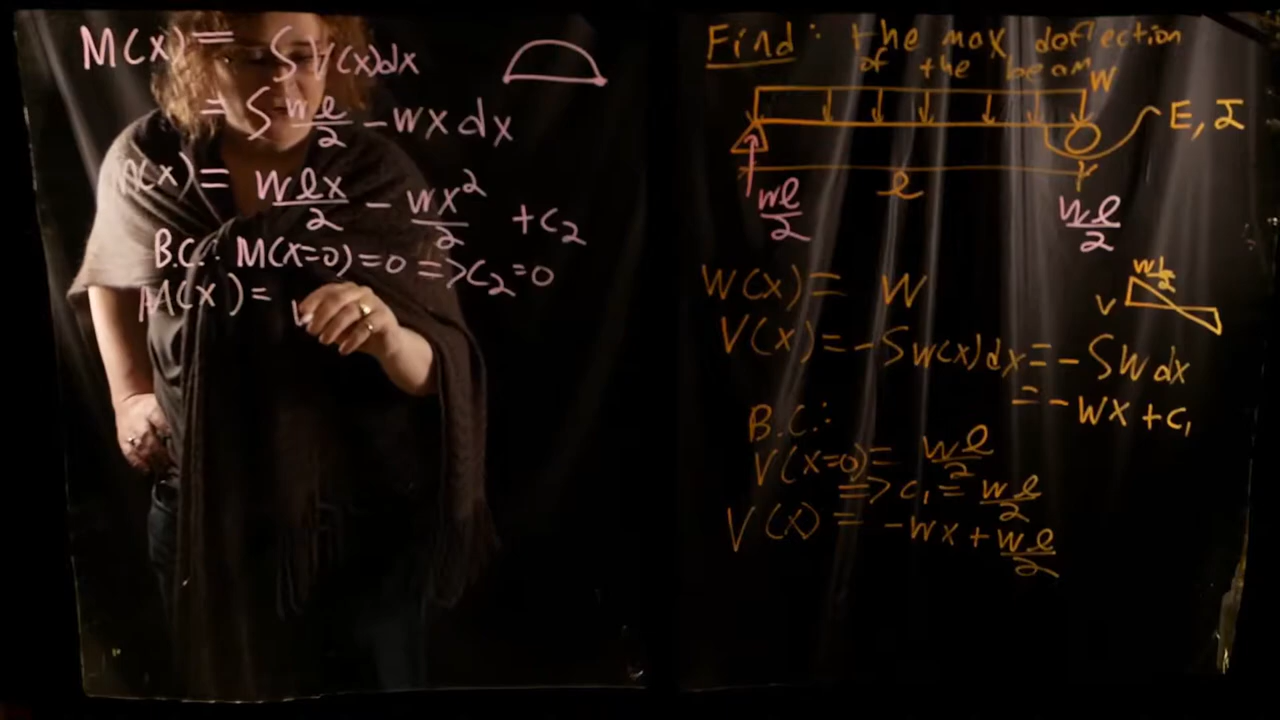 M(x) = ∫V(x)dx
= ∫ wℓ/2 - wx dx
M(x) = wℓx/2 - wx²/2 + C₂
B.C.: M(x=0)=0 => C₂=0
M(x) =
Find: the max deflection
of the beam
w
E, I
ℓ
wℓ/2
wℓ/2
w(x) = w
wL/2
V
V(x) = -∫w(x)dx = -∫w dx
= -wx + C₁
B.C.:
V(x=0) = wℓ/2
=> C₁ = wℓ/2
V(x) = -wx + wℓ/2